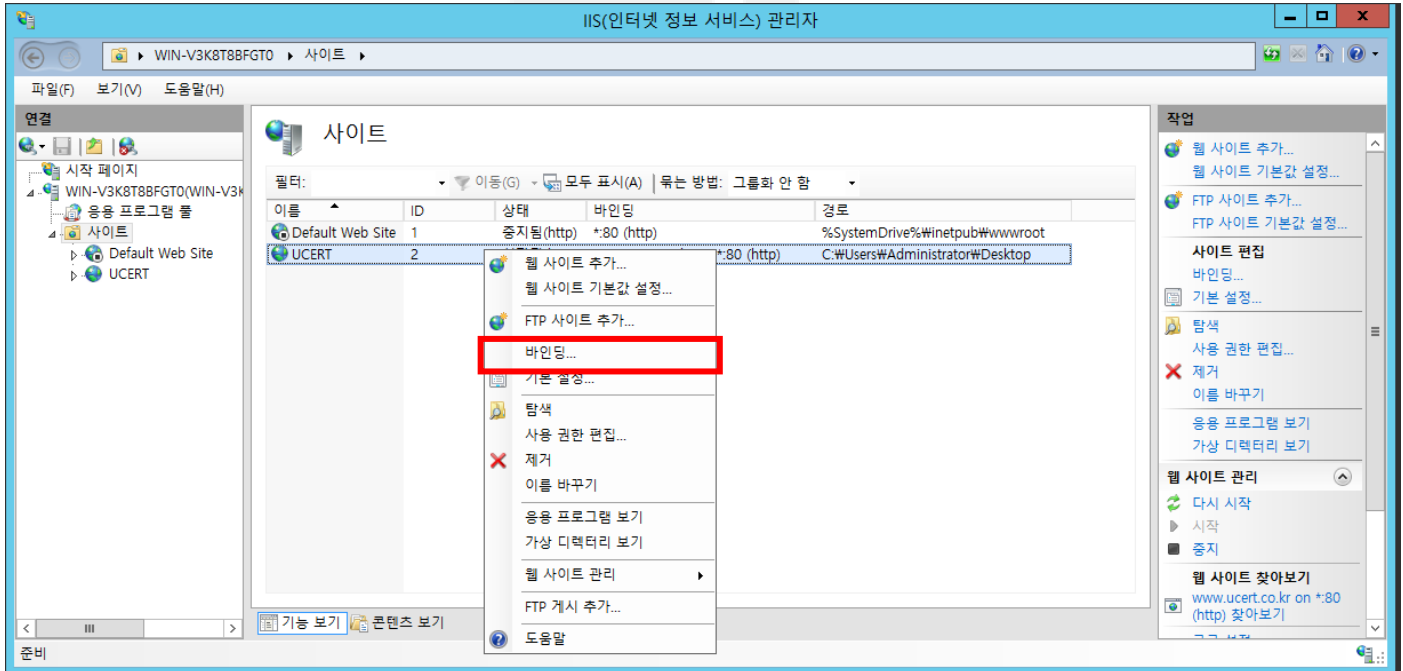 IIS(인터넷 정보 서비스) 관리자
WIN-V3K8T8BFGT0 ▸ 사이트 ▸
파일(F) 보기(V) 도움말(H)
연결
시작 페이지
WIN-V3K8T8BFGT0(WIN-V3K
응용 프로그램 풀
사이트
Default Web Site
UCERT
사이트
필터: 이동(G) 모두 표시(A) 묶는 방법: 그룹화 안 함
이름 ID 상태 바인딩 경로
Default Web Site 1 중지됨(http) *:80 (http) %SystemDrive%₩inetpub₩wwwroot
UCERT 2 *:80 (http) C:₩Users₩Administrator₩Desktop
웹 사이트 추가...
웹 사이트 기본값 설정...
FTP 사이트 추가...
바인딩...
기본 설정...
탐색
사용 권한 편집...
제거
이름 바꾸기
응용 프로그램 보기
가상 디렉터리 보기
웹 사이트 관리
FTP 게시 추가...
도움말
기능 보기 콘텐츠 보기
준비
작업
웹 사이트 추가...
웹 사이트 기본값 설정...
FTP 사이트 추가...
FTP 사이트 기본값 설정...
사이트 편집
바인딩...
기본 설정...
탐색
사용 권한 편집...
제거
이름 바꾸기
응용 프로그램 보기
가상 디렉터리 보기
웹 사이트 관리
다시 시작
시작
중지
웹 사이트 찾아보기
www.ucert.co.kr on *:80
(http) 찾아보기